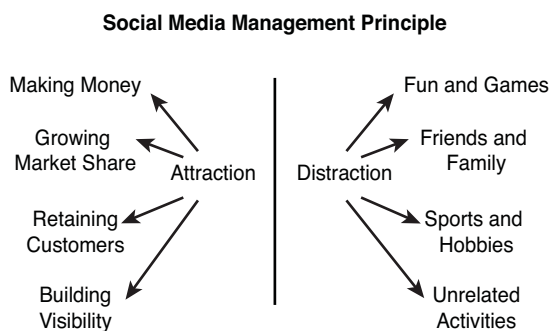 Social Media Management Principle
Making Money
Growing
Market Share
Attraction
Retaining
Customers
Building
Visibility
Fun and Games
Friends and
Family
Distraction
Sports and
Hobbies
Unrelated
Activities